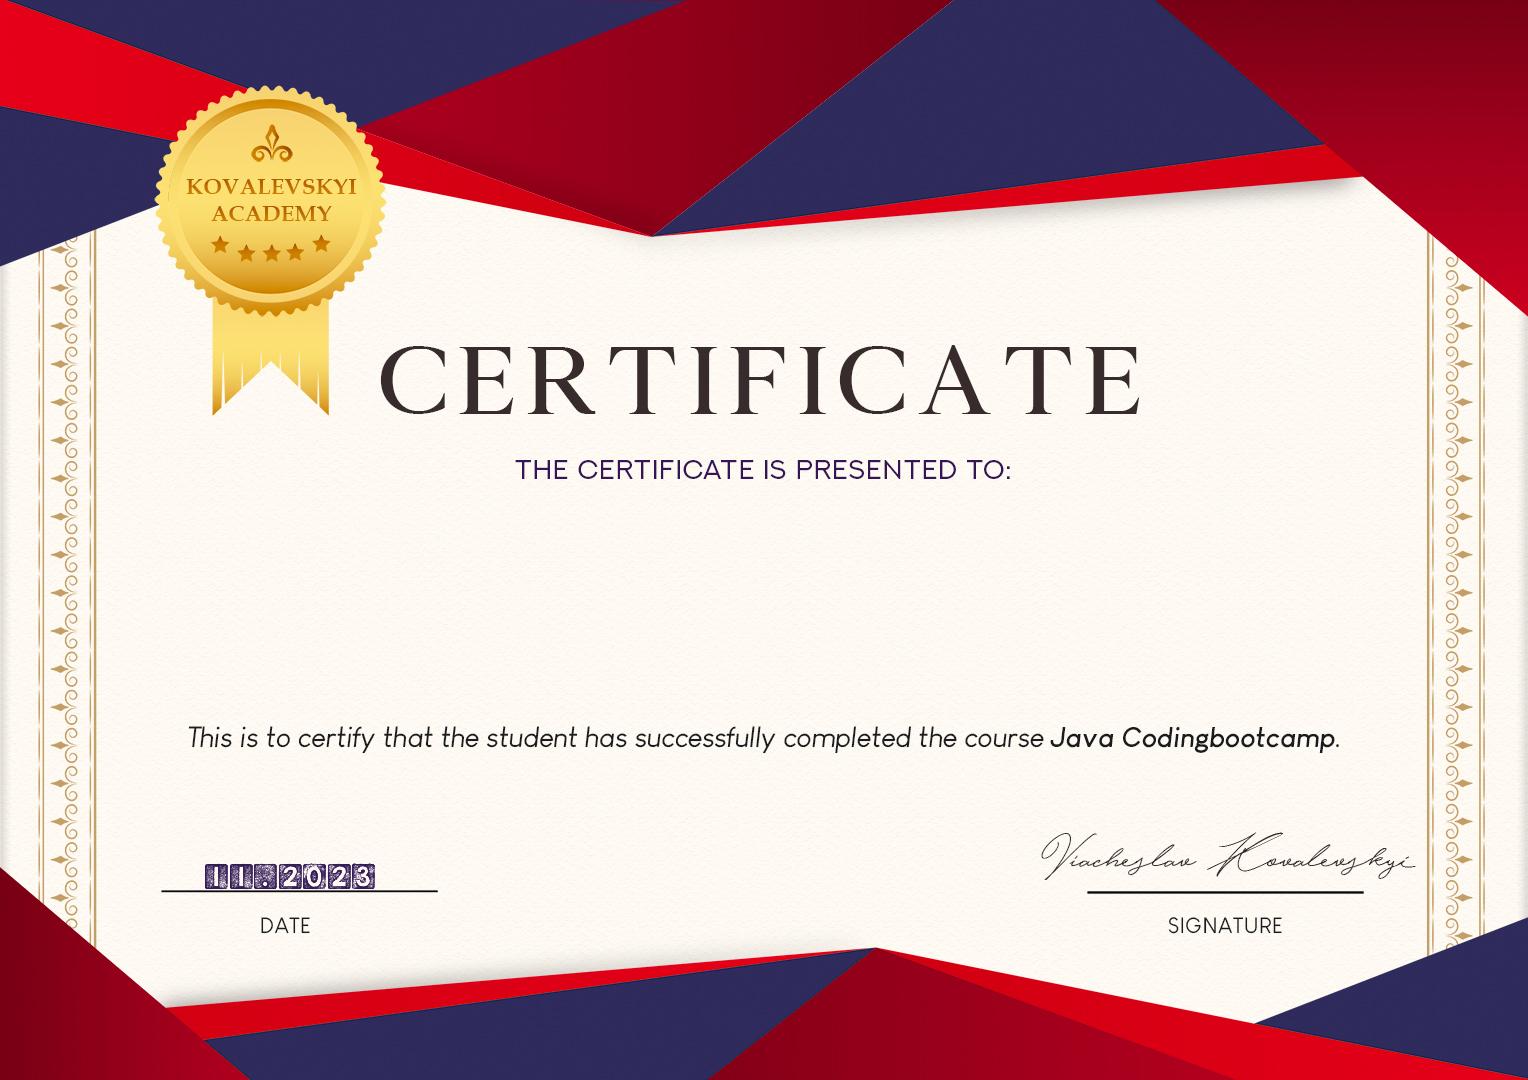 KOVALEVSKYI
ACADEMY
CERTIFICATE
THE CERTIFICATE IS PRESENTED TO:
This is to certify that the student has successfully completed the course Java Codingbootcamp.
11.2023
Viacheslav Kovalevskyi
DATE
SIGNATURE